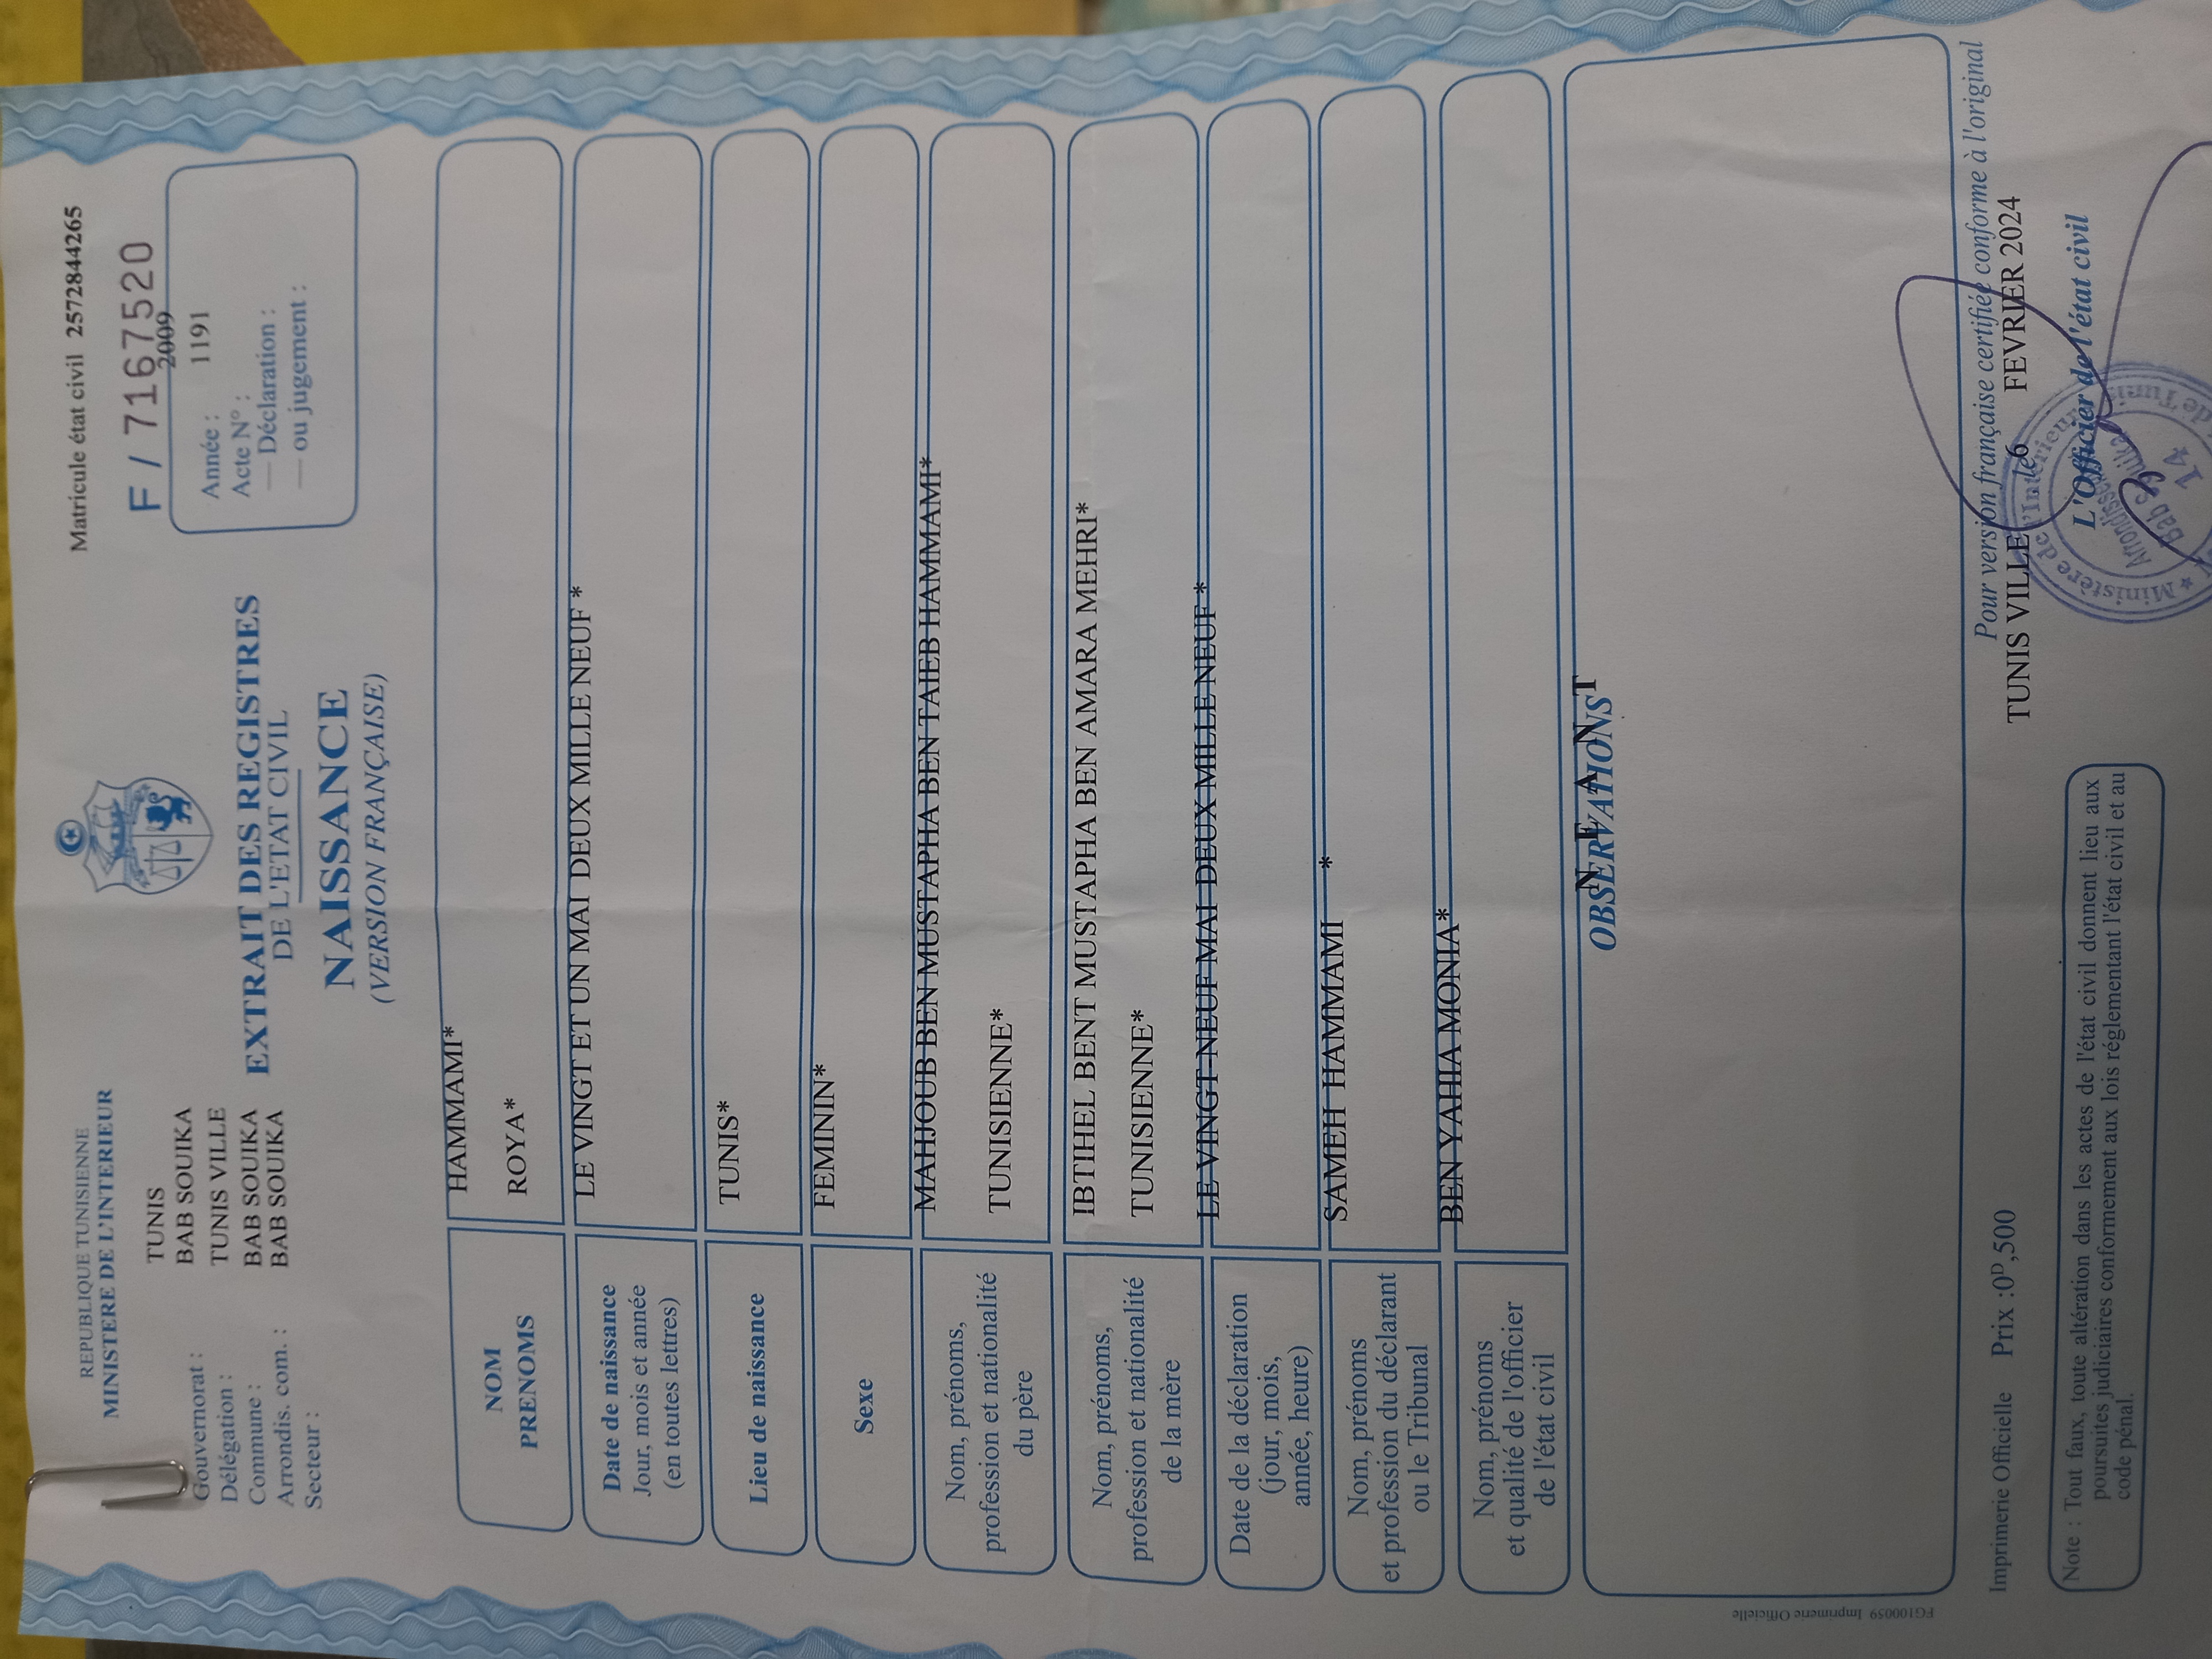 REPUBLIQUE TUNISIENNE
MINISTERE DE L'INTERIEUR
Gouvernorat : TUNIS
Délégation : BAB SOUIKA
Commune : TUNIS VILLE
Arrondis. com. : BAB SOUIKA
Secteur : BAB SOUIKA
EXTRAIT DES REGISTRES
DE L'ETAT CIVIL
NAISSANCE
(VERSION FRANÇAISE)
Matricule état civil 2572844265
F / 71675520
Année : 2009
Acte N° : 1191
— Déclaration :
— ou jugement :
NOM HAMMAMI*
PRENOMS ROYA*
Date de naissance
Jour, mois et année
(en toutes lettres)
LE VINGT ET UN MAI DEUX MILLE NEUF *
Lieu de naissance
TUNIS*
Sexe
FEMININ*
Nom, prénoms,
profession et nationalité
du père
MAHJOUB BEN MUSTAPHA BEN TAIEB HAMMAMI*
TUNISIENNE*
Nom, prénoms,
profession et nationalité
de la mère
IBTIHEL BENT MUSTAPHA BEN AMARA MEHRI*
TUNISIENNE*
Date de la déclaration
(jour, mois,
année, heure)
LE VINGT-NEUF MAI DEUX MILLE NEUF *
Nom, prénoms
et profession du déclarant
ou le Tribunal
SAMEH HAMMAMI *
Nom, prénoms
et qualité de l'officier
de l'état civil
BEN YAHIA MONIA*
OBSERVATIONS
N E A N T
Pour version française certifiée conforme à l'original
TUNIS VILLE le 6 FEVRIER 2024
L'Officier de l'état civil
Ministère de l'Intérieur
Bab Souika
14
Imprimerie Officielle Prix :0D,500
Note : Tout faux, toute altération dans les actes de l'état civil donnent lieu aux
poursuites judiciaires conformement aux lois réglementant l'état civil et au
code pénal.
FG100059 Imprimerie Officielle